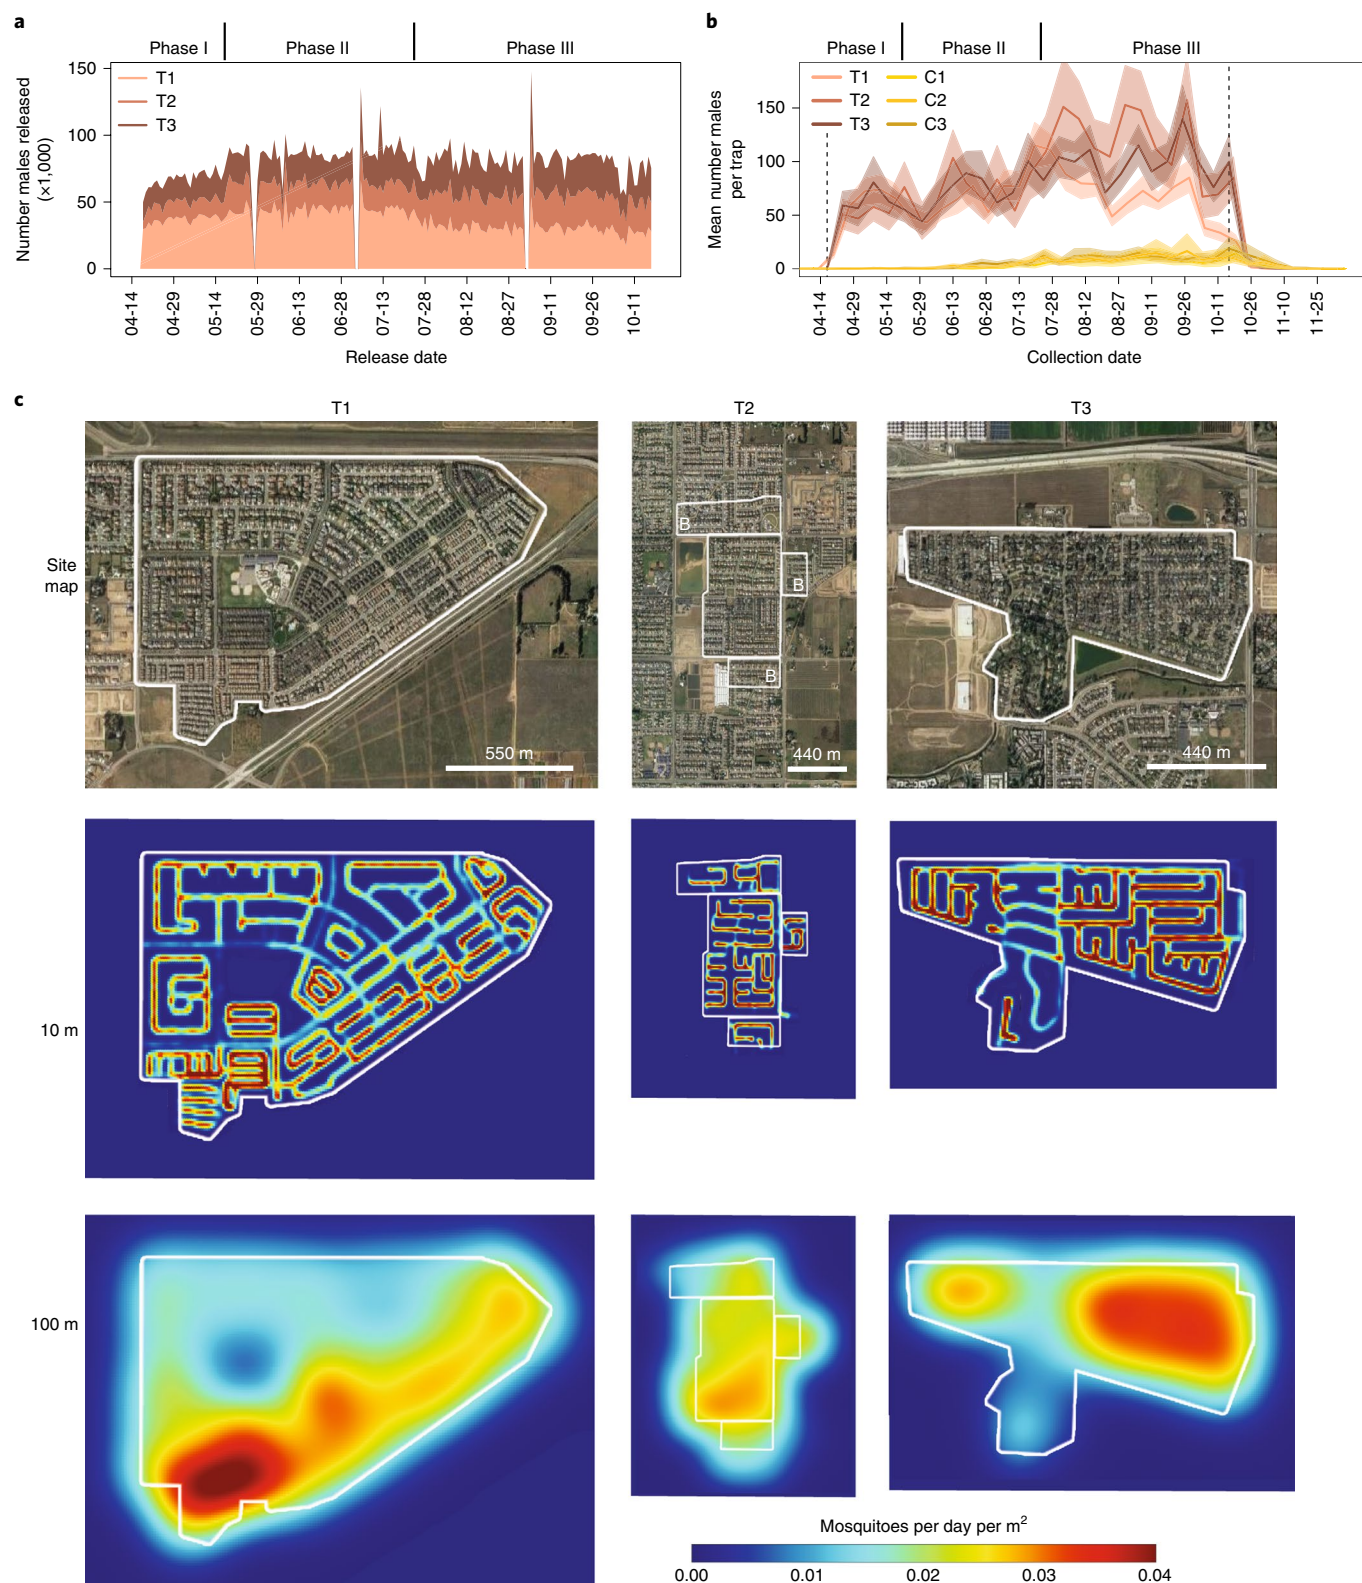 a
Phase I
Phase II
Phase III
Number males released
(×1,000)
150
100
50
0
T1
T2
T3
04-14
04-29
05-14
05-29
06-13
06-28
07-13
07-28
08-12
08-27
09-11
09-26
10-11
Release date
b
Phase I
Phase II
Phase III
Mean number males
per trap
150
100
50
0
T1
T2
T3
C1
C2
C3
04-14
04-29
05-14
05-29
06-13
06-28
07-13
07-28
08-12
08-27
09-11
09-26
10-11
10-26
11-10
11-25
Collection date
c
T1
T2
T3
Site
map
550 m
B
B
B
440 m
440 m
10 m
100 m
Mosquitoes per day per m²
0.00
0.01
0.02
0.03
0.04